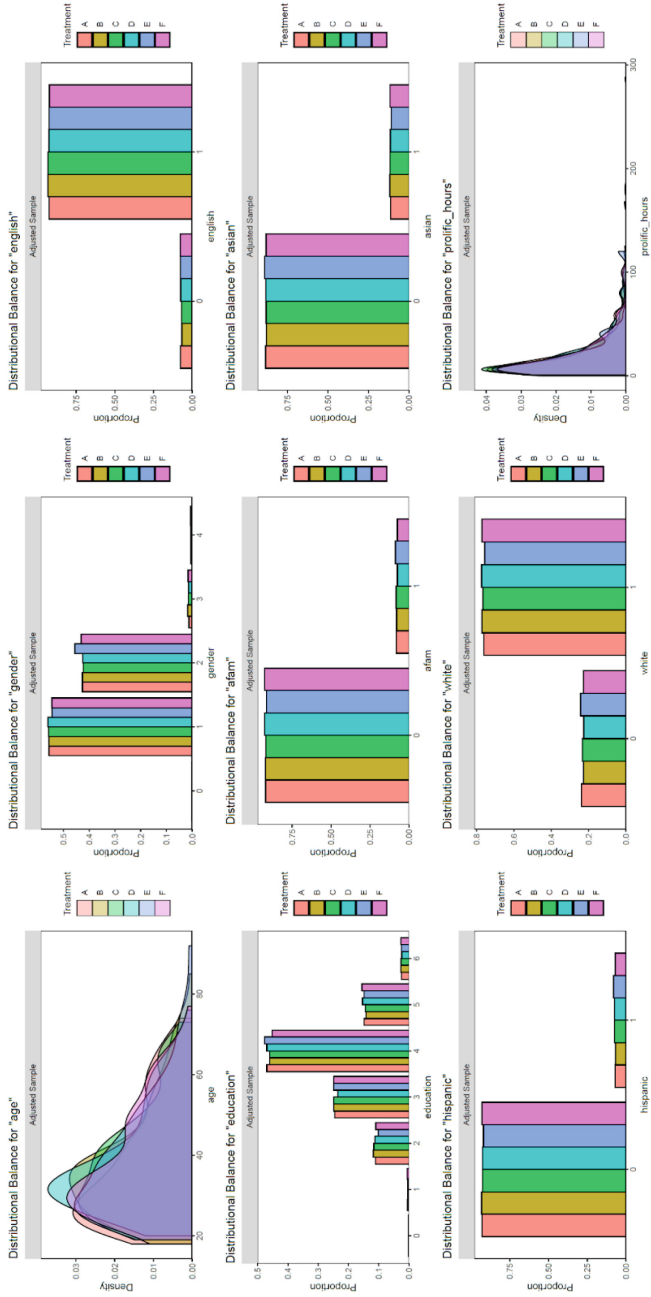 Distributional Balance for "age"
Adjusted Sample
Density
0.03
0.02
0.01
0.00
20
40
60
80
age
Treatment
A
B
C
D
E
F
Distributional Balance for "gender"
Adjusted Sample
Proportion
0.5
0.4
0.3
0.2
0.1
0.0
0
1
2
3
4
gender
Treatment
A
B
C
D
E
F
Distributional Balance for "english"
Adjusted Sample
Proportion
0.75
0.50
0.25
0.00
0
1
english
Treatment
A
B
C
D
E
F
Distributional Balance for "education"
Adjusted Sample
Proportion
0.5
0.4
0.3
0.2
0.1
0.0
0
1
2
3
4
5
6
education
Treatment
A
B
C
D
E
F
Distributional Balance for "afam"
Adjusted Sample
Proportion
0.75
0.50
0.25
0.00
0
1
afam
Treatment
A
B
C
D
E
F
Distributional Balance for "asian"
Adjusted Sample
Proportion
0.75
0.50
0.25
0.00
0
1
asian
Treatment
A
B
C
D
E
F
Distributional Balance for "hispanic"
Adjusted Sample
Proportion
0.75
0.50
0.25
0.00
0
1
hispanic
Treatment
A
B
C
D
E
F
Distributional Balance for "white"
Adjusted Sample
Proportion
0.8
0.6
0.4
0.2
0.0
0
1
white
Treatment
A
B
C
D
E
F
Distributional Balance for "prolific_hours"
Adjusted Sample
Density
0.04
0.03
0.02
0.01
0.00
0
100
200
300
prolific_hours
Treatment
A
B
C
D
E
F